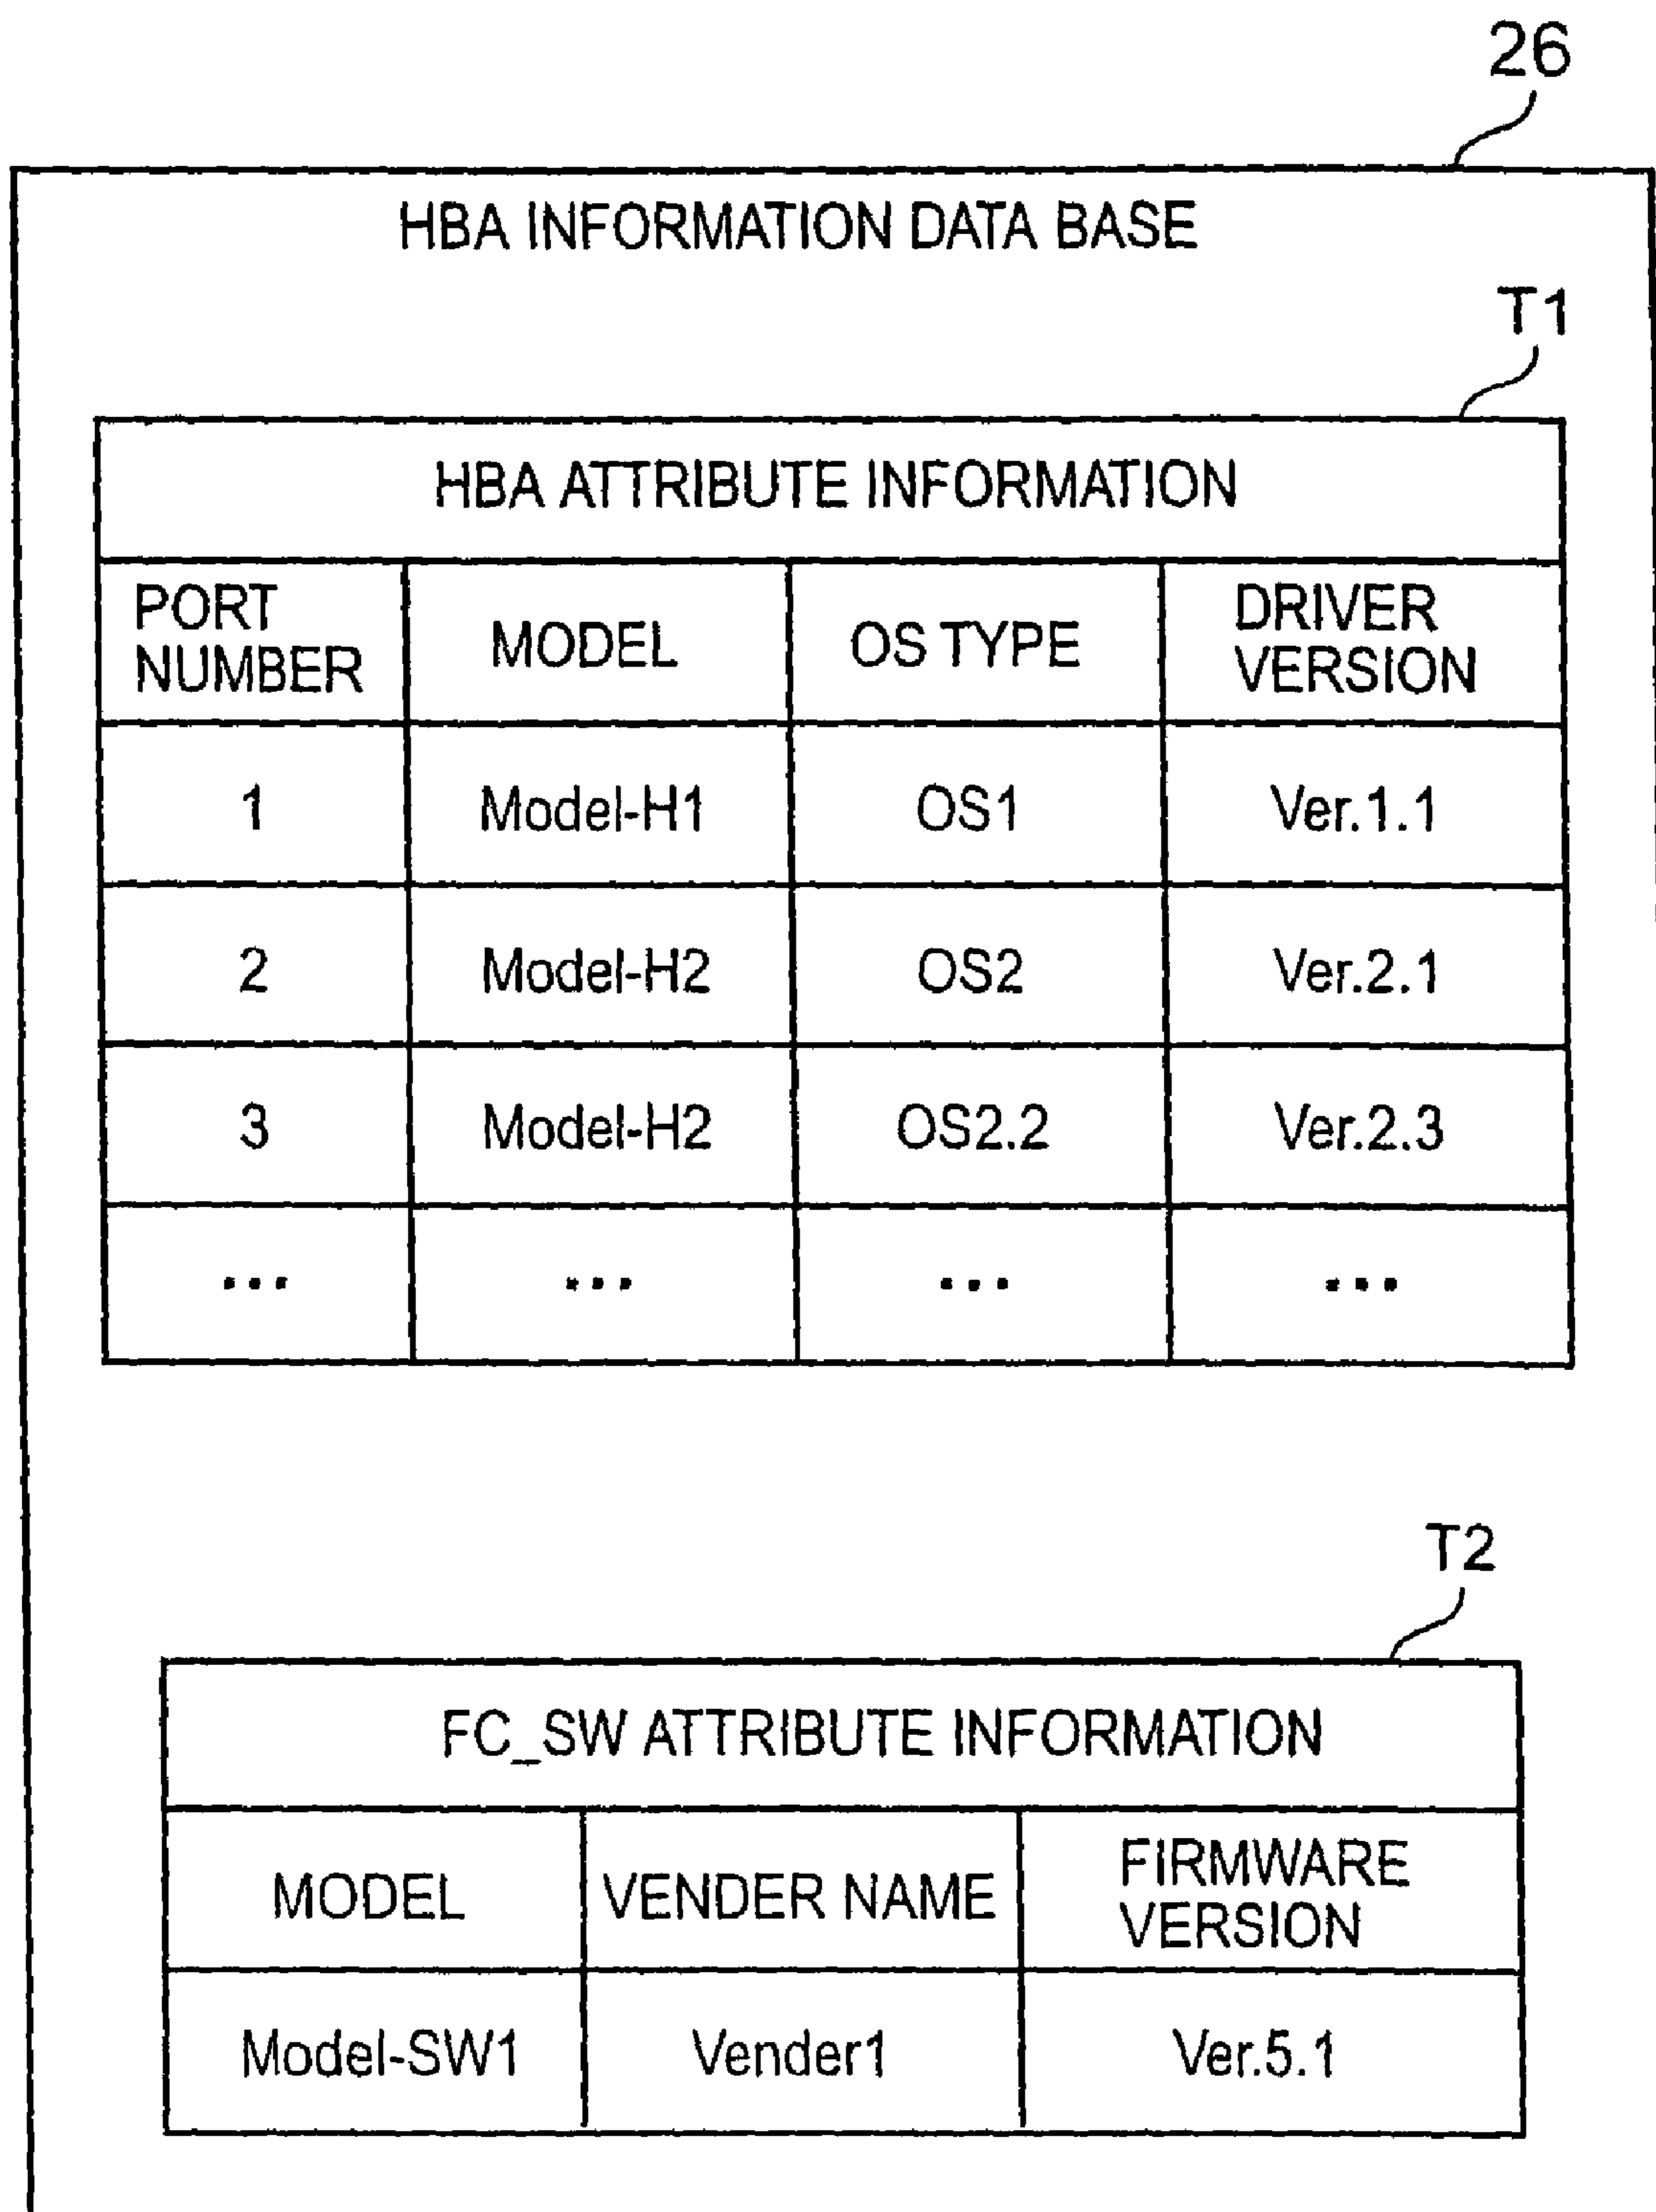 26
HBA INFORMATION DATA BASE
T1
HBA ATTRIBUTE INFORMATION
PORT NUMBER MODEL OS TYPE DRIVER VERSION
1 Model-H1 OS1 Ver.1.1
2 Model-H2 OS2 Ver.2.1
3 Model-H2 OS2.2 Ver.2.3
... ... ... ...
T2
FC_SW ATTRIBUTE INFORMATION
MODEL VENDER NAME FIRMWARE VERSION
Model-SW1 Vender1 Ver.5.1